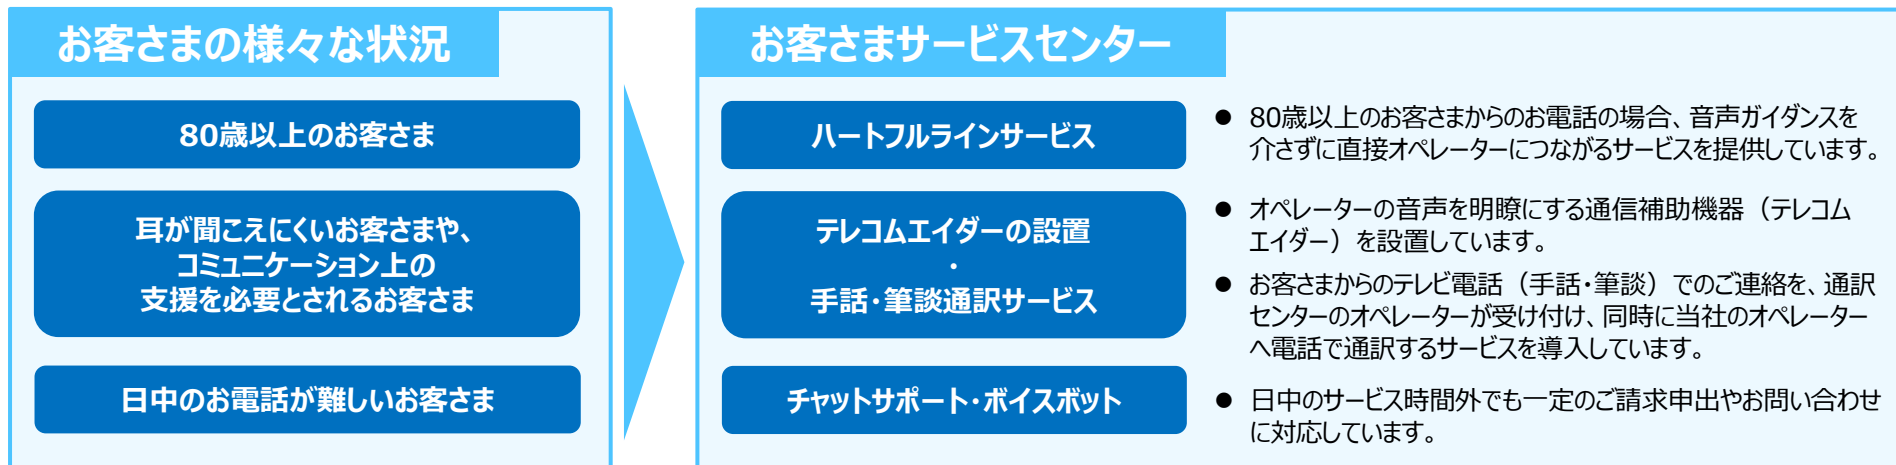 お客さまの様々な状況
80歳以上のお客さま
耳が聞こえにくいお客さまや、
コミュニケーション上の
支援を必要とされるお客さま
日中のお電話が難しいお客さま
お客さまサービスセンター
ハートフルラインサービス
● 80歳以上のお客さまからのお電話の場合、音声ガイダンスを
介さずに直接オペレーターにつながるサービスを提供しています。
テレコムエイダーの設置
・
手話・筆談通訳サービス
● オペレーターの音声を明瞭にする通信補助機器（テレコム
エイダー）を設置しています。
● お客さまからのテレビ電話（手話・筆談）でのご連絡を、通訳
センターのオペレーターが受け付け、同時に当社のオペレーター
へ電話で通訳するサービスを導入しています。
チャットサポート・ボイスボット
● 日中のサービス時間外でも一定のご請求申出やお問い合わせ
に対応しています。